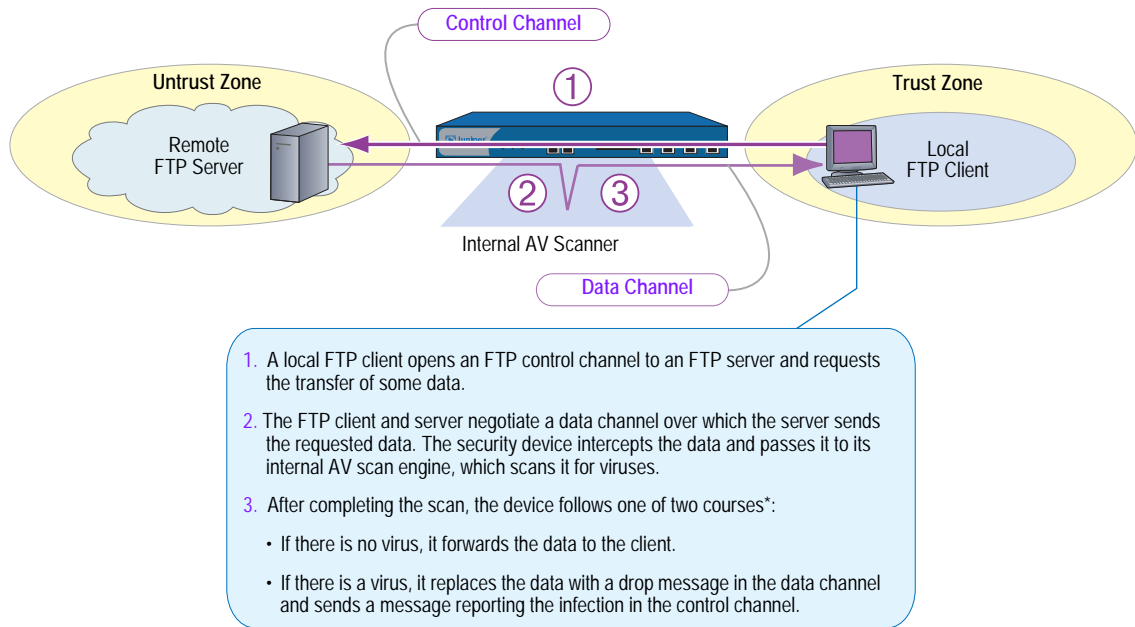 Control Channel
Untrust Zone
1
Trust Zone
Juniper
Remote
FTP Server
Local
FTP Client
2
3
Internal AV Scanner
Data Channel
1. A local FTP client opens an FTP control channel to an FTP server and requests
the transfer of some data.
2. The FTP client and server negotiate a data channel over which the server sends
the requested data. The security device intercepts the data and passes it to its
internal AV scan engine, which scans it for viruses.
3. After completing the scan, the device follows one of two courses*:
• If there is no virus, it forwards the data to the client.
• If there is a virus, it replaces the data with a drop message in the data channel
and sends a message reporting the infection in the control channel.